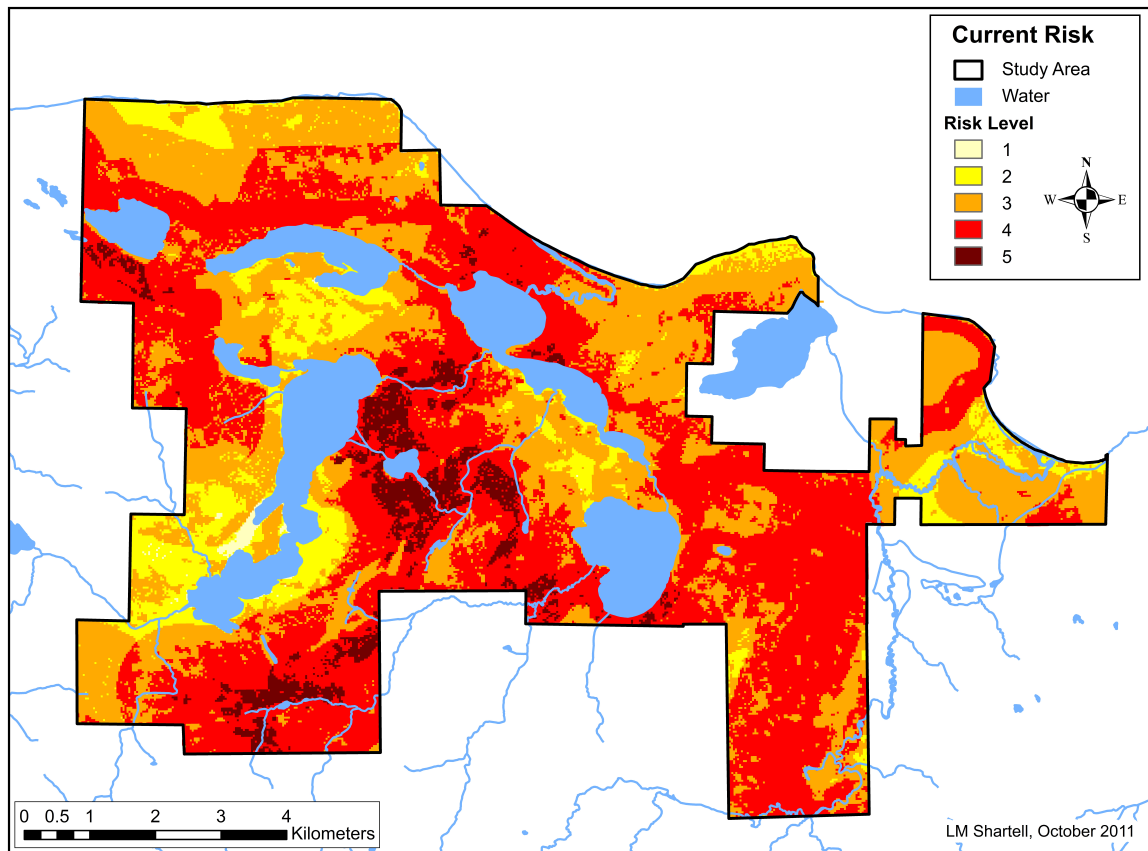 Current Risk
Study Area
Water
Risk Level
1
2
3
4
5
N
W E
S
0 0.5 1 2 3 4
Kilometers
LM Shartell, October 2011